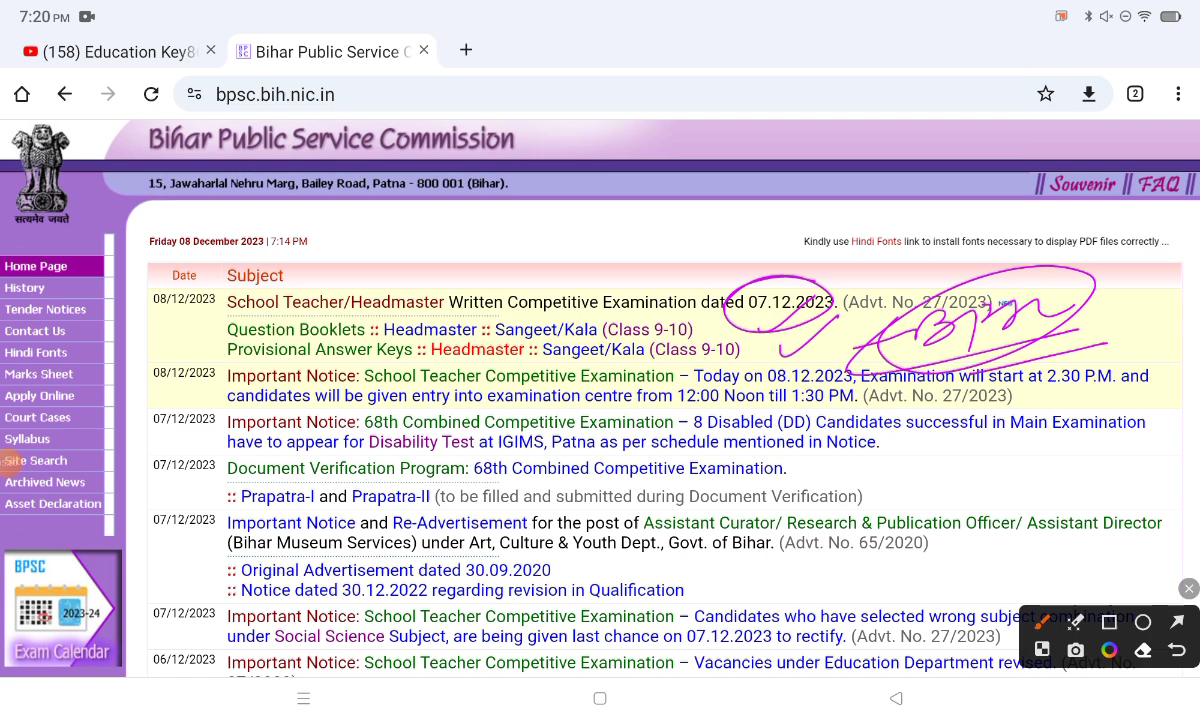 7:20 PM
(158) Education Key8
Bihar Public Service C
bpsc.bih.nic.in
2
Bihar Public Service Commission
15, Jawaharlal Nehru Marg, Bailey Road, Patna - 800 001 (Bihar).
|| Souvenir || FAQ ||
सत्यमेव जयते
Friday 08 December 2023 | 7:14 PM
Kindly use Hindi Fonts link to install fonts necessary to display PDF files correctly ...
Home Page
History
Tender Notices
Contact Us
Hindi Fonts
Marks Sheet
Apply Online
Court Cases
Syllabus
Site Search
Archived News
Asset Declaration
BPSC
2023-24
Exam Calendar
Date Subject
08/12/2023 School Teacher/Headmaster Written Competitive Examination dated 07.12.2023. (Advt. No. 27/2023) NEW
Question Booklets :: Headmaster :: Sangeet/Kala (Class 9-10)
Provisional Answer Keys :: Headmaster :: Sangeet/Kala (Class 9-10)
08/12/2023 Important Notice: School Teacher Competitive Examination – Today on 08.12.2023, Examination will start at 2.30 P.M. and
candidates will be given entry into examination centre from 12:00 Noon till 1:30 PM. (Advt. No. 27/2023)
07/12/2023 Important Notice: 68th Combined Competitive Examination – 8 Disabled (DD) Candidates successful in Main Examination
have to appear for Disability Test at IGIMS, Patna as per schedule mentioned in Notice.
07/12/2023 Document Verification Program: 68th Combined Competitive Examination.
:: Prapatra-I and Prapatra-II (to be filled and submitted during Document Verification)
07/12/2023 Important Notice and Re-Advertisement for the post of Assistant Curator/ Research & Publication Officer/ Assistant Director
(Bihar Museum Services) under Art, Culture & Youth Dept., Govt. of Bihar. (Advt. No. 65/2020)
:: Original Advertisement dated 30.09.2020
:: Notice dated 30.12.2022 regarding revision in Qualification
07/12/2023 Important Notice: School Teacher Competitive Examination – Candidates who have selected wrong subject combination
under Social Science Subject, are being given last chance on 07.12.2023 to rectify. (Advt. No. 27/2023)
06/12/2023 Important Notice: School Teacher Competitive Examination – Vacancies under Education Department revised. (Advt. No.